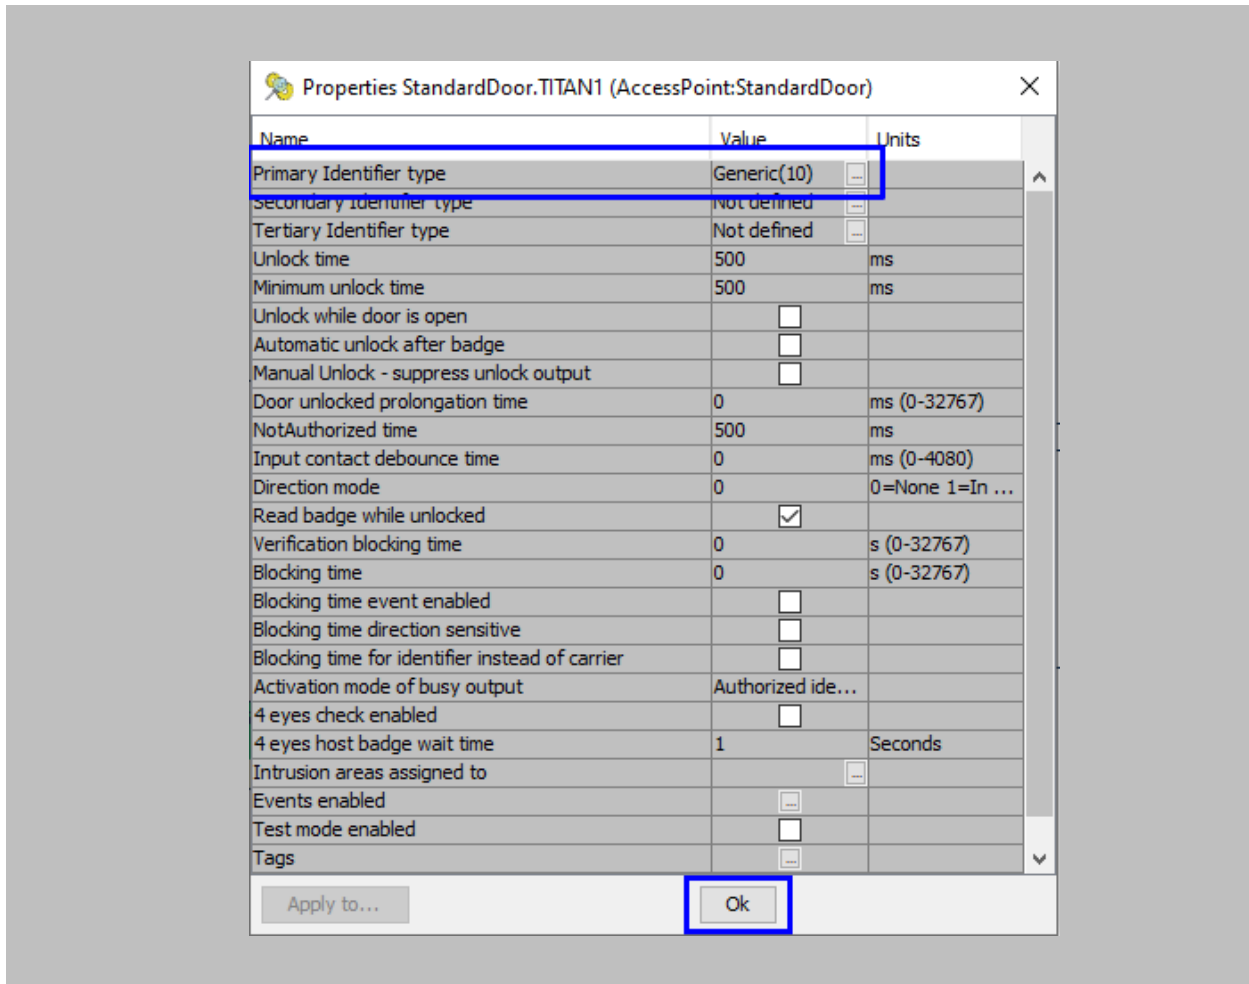 Properties StandardDoor.TITAN1 (AccessPoint:StandardDoor)
Name Value Units
Primary Identifier type Generic(10) ...
Secondary Identifier type Not defined ...
Tertiary Identifier type Not defined ...
Unlock time 500 ms
Minimum unlock time 500 ms
Unlock while door is open
Automatic unlock after badge
Manual Unlock - suppress unlock output
Door unlocked prolongation time 0 ms (0-32767)
NotAuthorized time 500 ms
Input contact debounce time 0 ms (0-4080)
Direction mode 0 0=None 1=In ...
Read badge while unlocked
Verification blocking time 0 s (0-32767)
Blocking time 0 s (0-32767)
Blocking time event enabled
Blocking time direction sensitive
Blocking time for identifier instead of carrier
Activation mode of busy output Authorized ide...
4 eyes check enabled
4 eyes host badge wait time 1 Seconds
Intrusion areas assigned to ...
Events enabled ...
Test mode enabled
Tags ...
Apply to... Ok